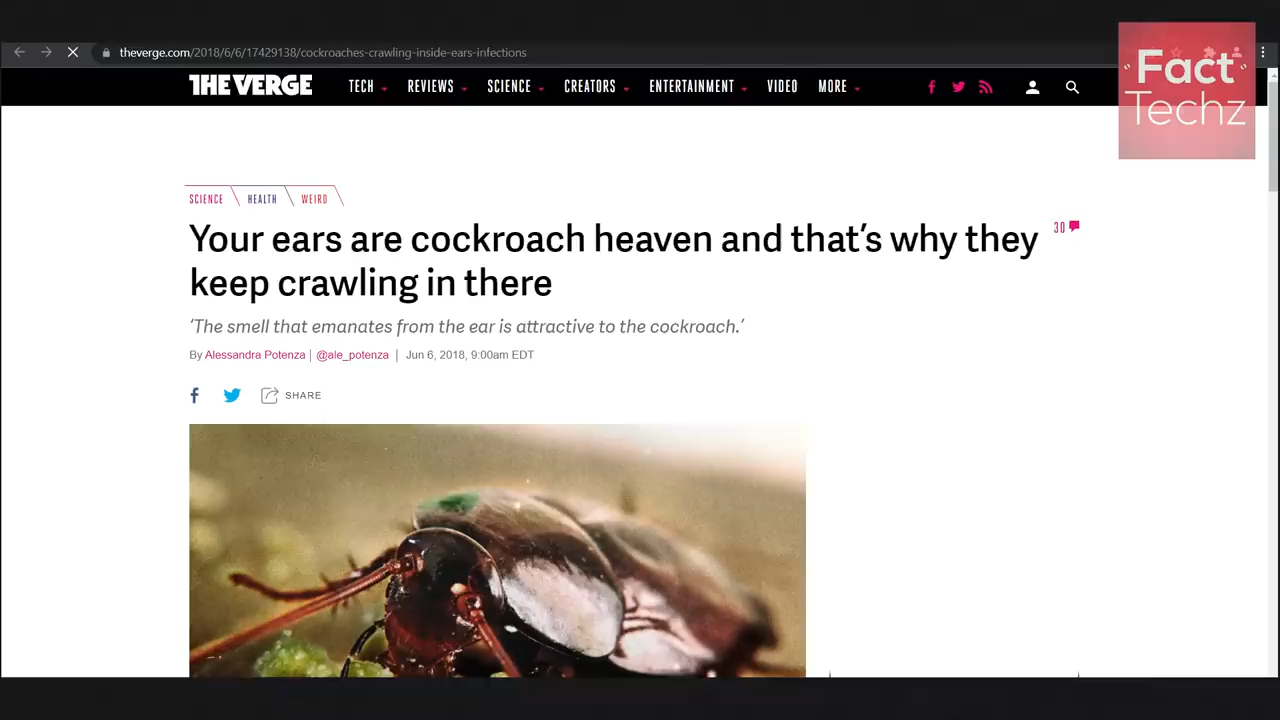 theverge.com/2018/6/6/17429138/cockroaches-crawling-inside-ears-infections
Fact
Techz
THE VERGE TECH REVIEWS SCIENCE CREATORS ENTERTAINMENT VIDEO MORE
SCIENCE HEALTH WEIRD
Your ears are cockroach heaven and that's why they
30
keep crawling in there
‘The smell that emanates from the ear is attractive to the cockroach.’
By Alessandra Potenza | @ale_potenza | Jun 6, 2018, 9:00am EDT
SHARE